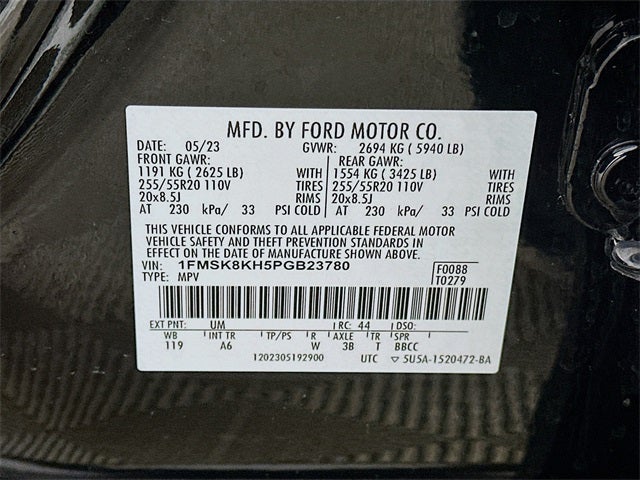 MFD. BY FORD MOTOR CO.
DATE: 05/23 GVWR: 2694 KG ( 5940 LB)
FRONT GAWR: REAR GAWR:
1191 KG ( 2625 LB) WITH 1554 KG ( 3425 LB) WITH
255/55R20 110V TIRES 255/55R20 110V TIRES
20x8.5J RIMS 20x8.5J RIMS
AT 230 kPa/ 33 PSI COLD AT 230 kPa/ 33 PSI COLD
THIS VEHICLE CONFORMS TO ALL APPLICABLE FEDERAL MOTOR
VEHICLE SAFETY AND THEFT PREVENTION STANDARDS IN
EFFECT ON THE DATE OF MANUFACTURE SHOWN ABOVE.
VIN: 1FMSK8KH5PGB23780 F0088
TYPE: MPV T0279
EXT PNT: UM RC: 44 DSO:
WB INT TR TP/PS R AXLE TR SPR
119 A6 W 3B T BBCC
1202305192900 UTC ▽ 5U5A-1520472-BA